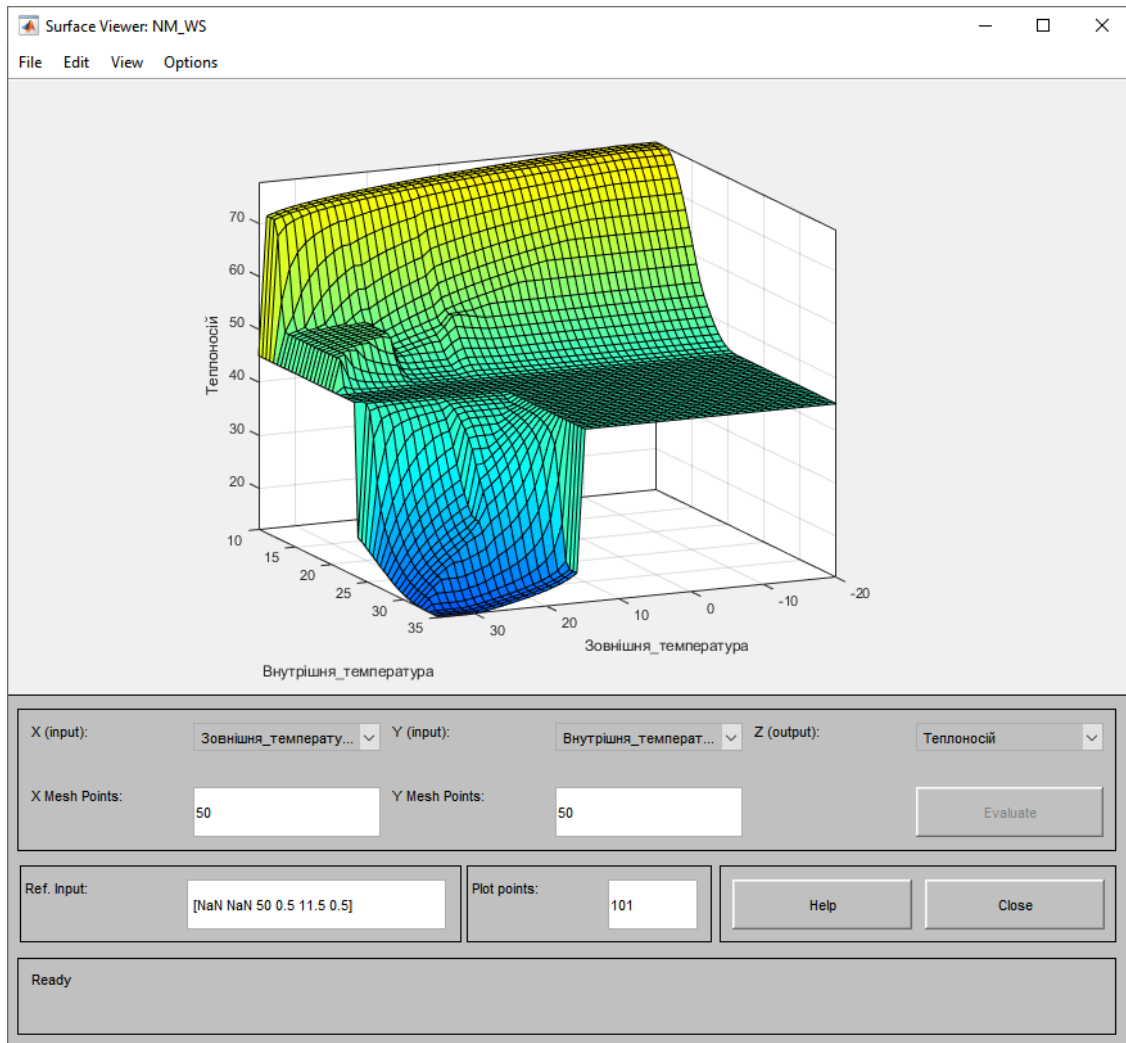 Surface Viewer: NM_WS
File Edit View Options
70
60
50
40
30
20
Теплоносій
10
15
20
25
30
35
30
20
10
0
-10
-20
Зовнішня_температура
Внутрішня_температура
X (input): Зовнішня_температу... Y (input): Внутрішня_температ... Z (output): Теплоносій
X Mesh Points: 50 Y Mesh Points: 50 Evaluate
Ref. Input: [NaN NaN 50 0.5 11.5 0.5] Plot points: 101 Help Close
Ready